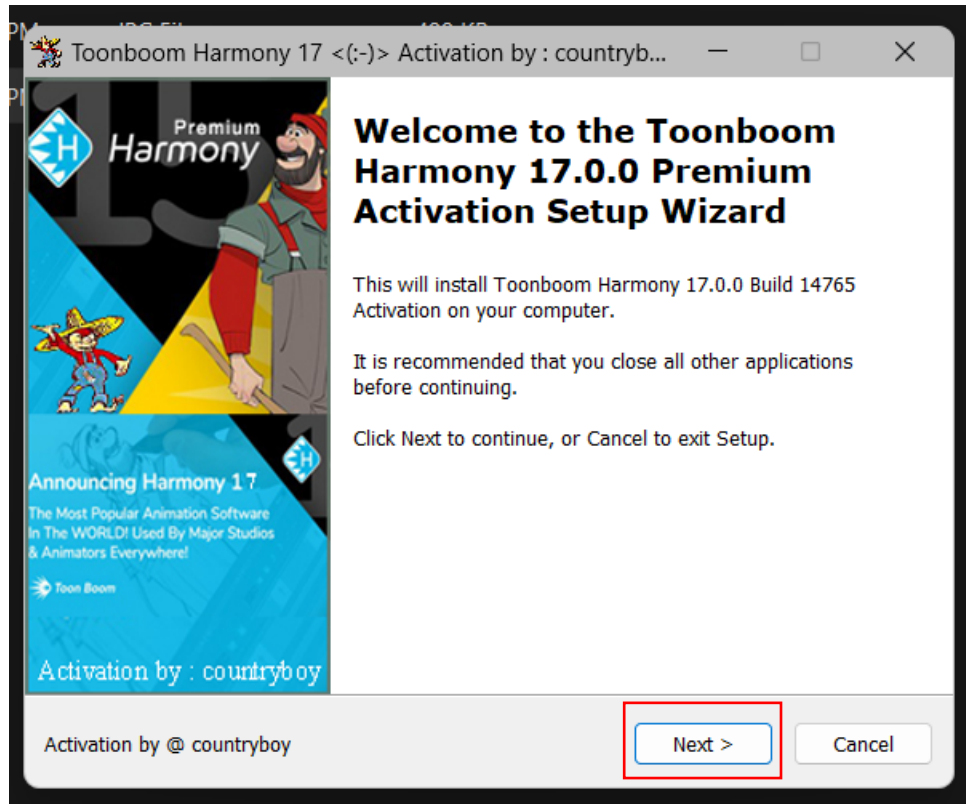 Toonboom Harmony 17 <(:-)> Activation by : countryb...
Premium
Harmony
H
15
Welcome to the Toonboom
Harmony 17.0.0 Premium
Activation Setup Wizard
This will install Toonboom Harmony 17.0.0 Build 14765
Activation on your computer.
It is recommended that you close all other applications
before continuing.
Click Next to continue, or Cancel to exit Setup.
H
Announcing Harmony 17
The Most Popular Animation Software
In The WORLD! Used By Major Studios
& Animators Everywhere!
Toon Boom
Activation by : countryboy
Activation by @ countryboy
Next >
Cancel